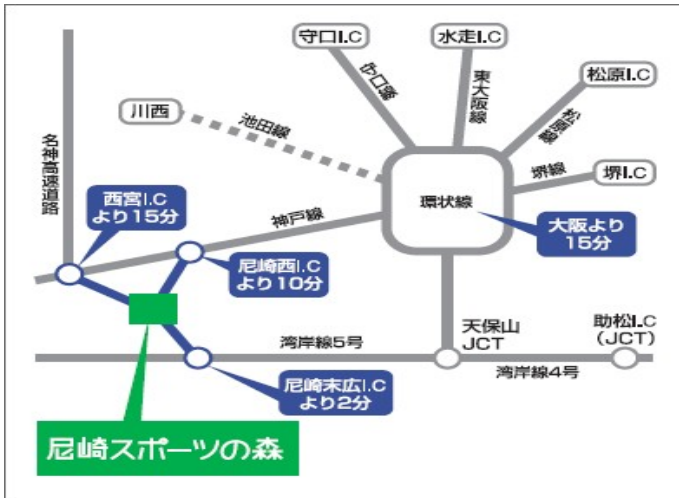 守口I.C
水走I.C
松原I.C
川西
池田線
守口線
東大阪線
松原線
堺線
堺I.C
名神高速道路
西宮I.C
より15分
神戸線
環状線
大阪より
15分
尼崎西I.C
より10分
湾岸線5号
天保山
JCT
助松I.C
(JCT)
湾岸線4号
尼崎末広I.C
より2分
尼崎スポーツの森